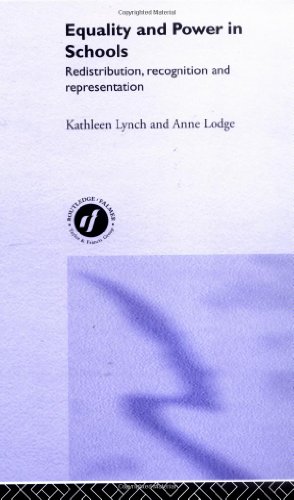 Equality and Power in
Schools
Redistribution, recognition and
representation
Kathleen Lynch and Anne Lodge
ROUTLEDGE • FALMER
Taylor & Francis Group